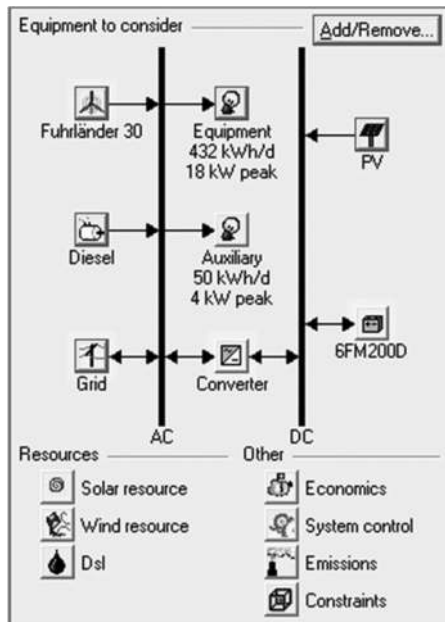 Equipment to consider
Add/Remove...
Fuhrländer 30
Equipment
432 kWh/d
18 kW peak
PV
Diesel
Auxiliary
50 kWh/d
4 kW peak
6FM200D
Grid
Converter
AC
DC
Resources
Other
Solar resource
Economics
Wind resource
System control
Dsl
Emissions
Constraints